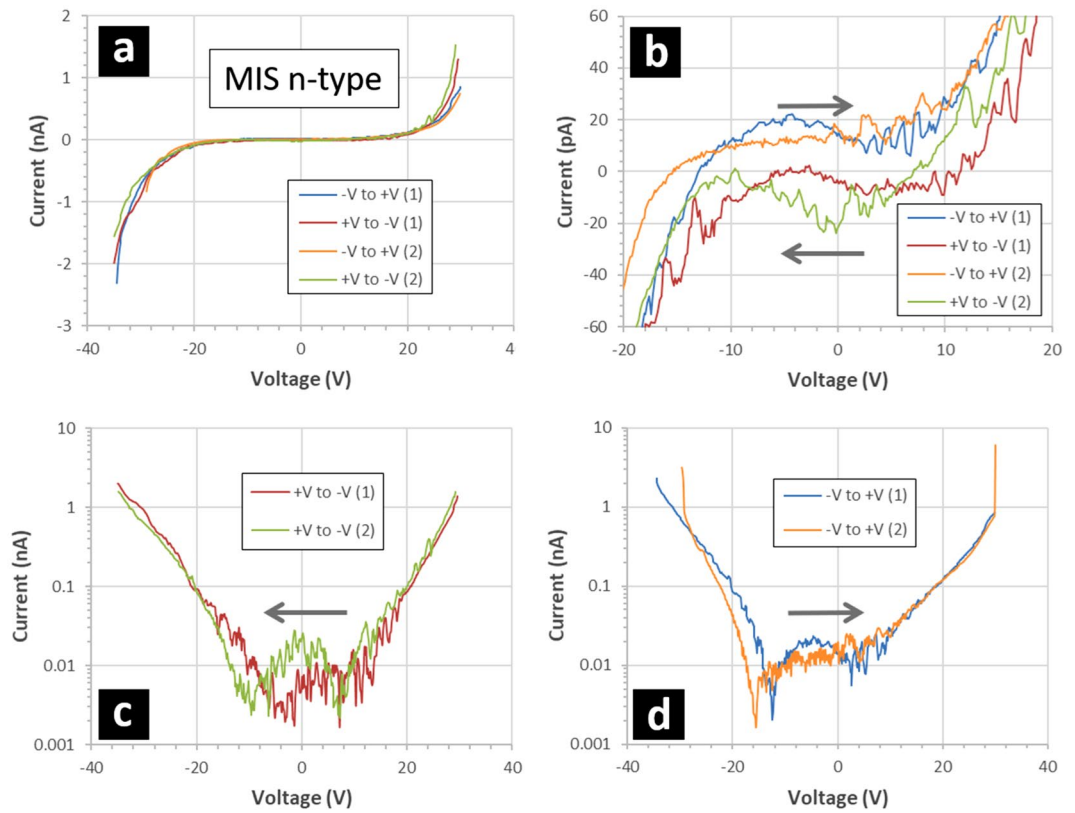 a
MIS n-type
2
1
0
-1
-2
-3
Current (nA)
-V to +V (1)
+V to -V (1)
-V to +V (2)
+V to -V (2)
-40
-20
0
20
4
Voltage (V)
b
60
40
20
0
-20
-40
-60
Current (pA)
-V to +V (1)
+V to -V (1)
-V to +V (2)
+V to -V (2)
-20
-10
0
10
20
Voltage (V)
c
10
1
0.1
0.01
0.001
Current (nA)
+V to -V (1)
+V to -V (2)
-40
-20
0
20
40
Voltage (V)
d
10
1
0.1
0.01
0.001
Current (nA)
-V to +V (1)
-V to +V (2)
-40
-20
0
20
40
Voltage (V)